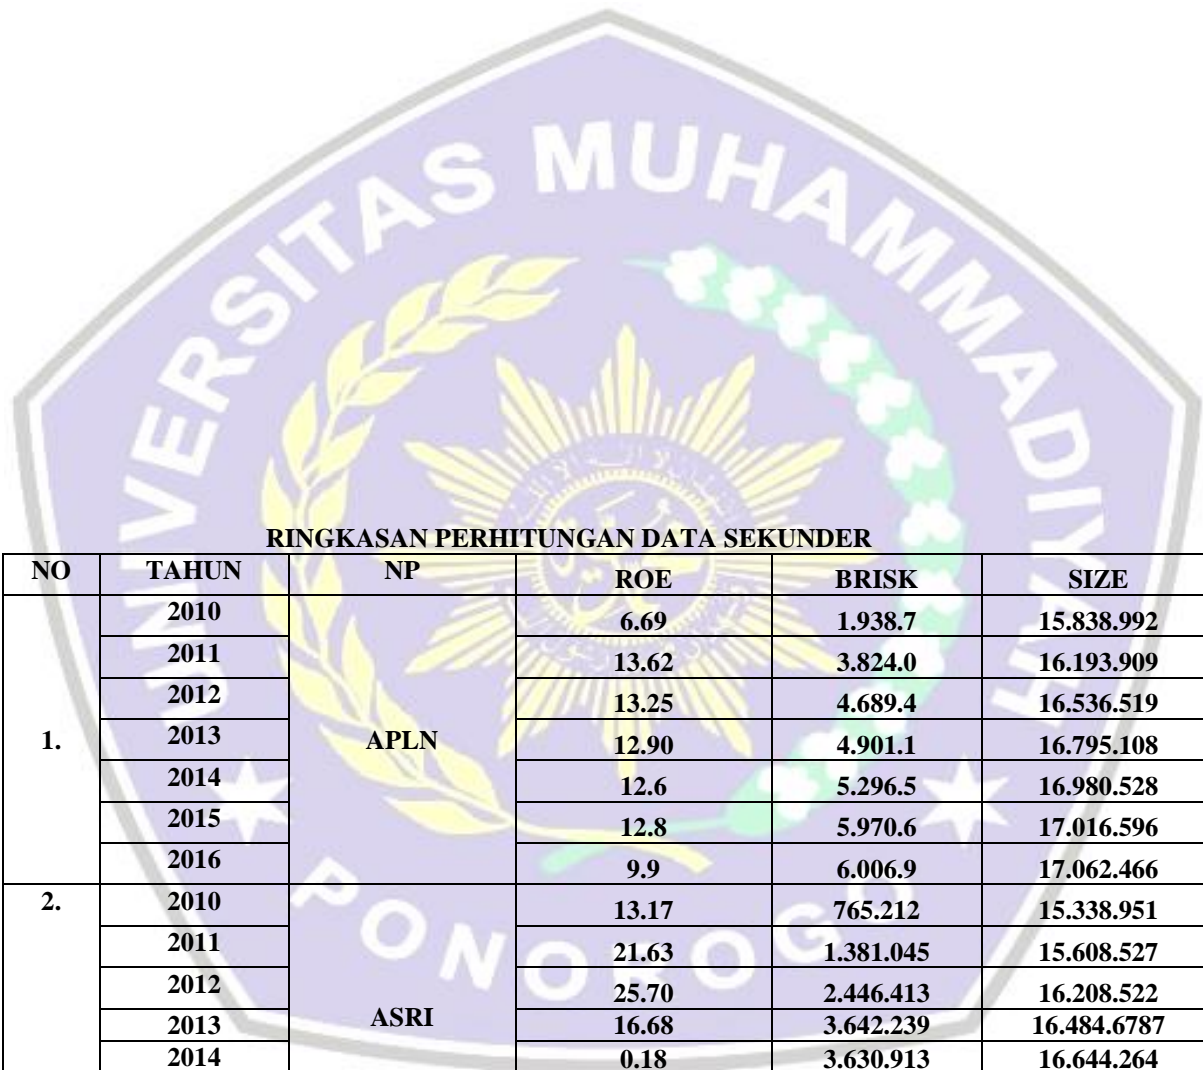 UNIVERSITAS MUHAMMADIYAH
PONOROGO
RINGKASAN PERHITUNGAN DATA SEKUNDER
NO TAHUN NP ROE BRISK SIZE
1. APLN
2010 6.69 1.938.7 15.838.992
2011 13.62 3.824.0 16.193.909
2012 13.25 4.689.4 16.536.519
2013 12.90 4.901.1 16.795.108
2014 12.6 5.296.5 16.980.528
2015 12.8 5.970.6 17.016.596
2016 9.9 6.006.9 17.062.466
2. ASRI
2010 13.17 765.212 15.338.951
2011 21.63 1.381.045 15.608.527
2012 25.70 2.446.413 16.208.522
2013 16.68 3.642.239 16.484.6787
2014 0.18 3.630.913 16.644.264